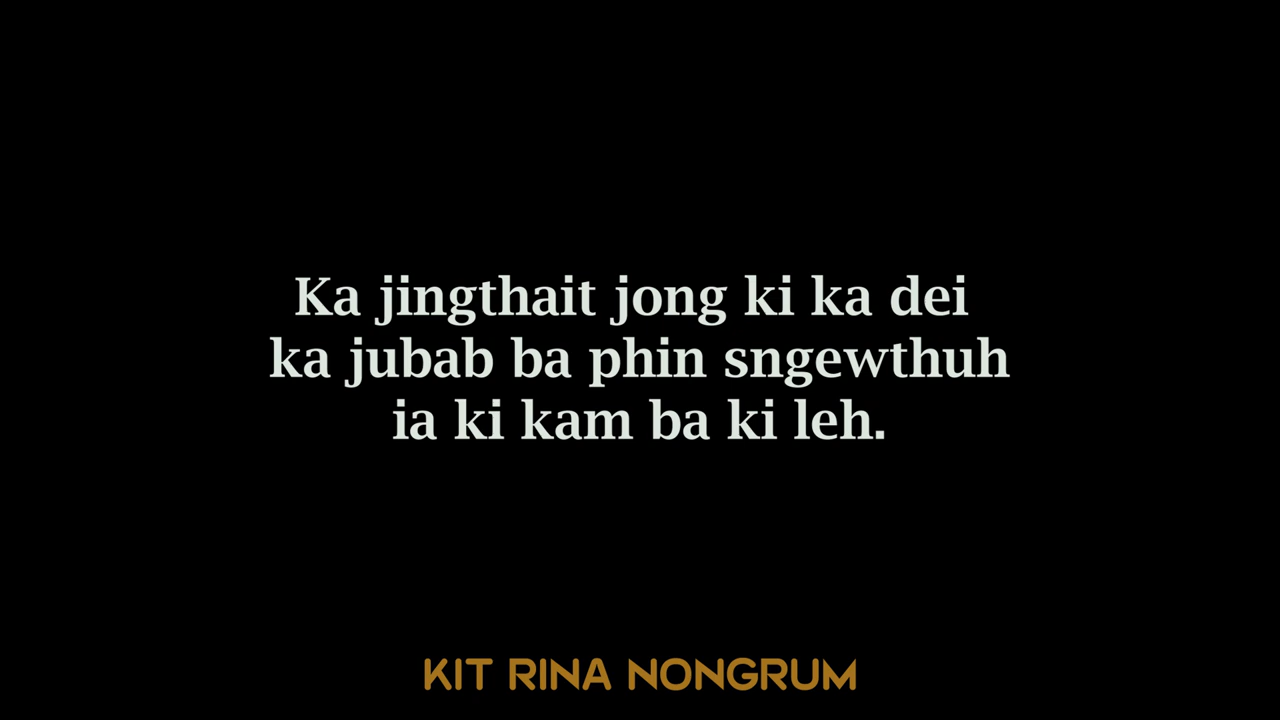 Ka jingthait jong ki ka dei
ka jubab ba phin sngewthuh
ia ki kam ba ki leh.
KIT RINA NONGRUM